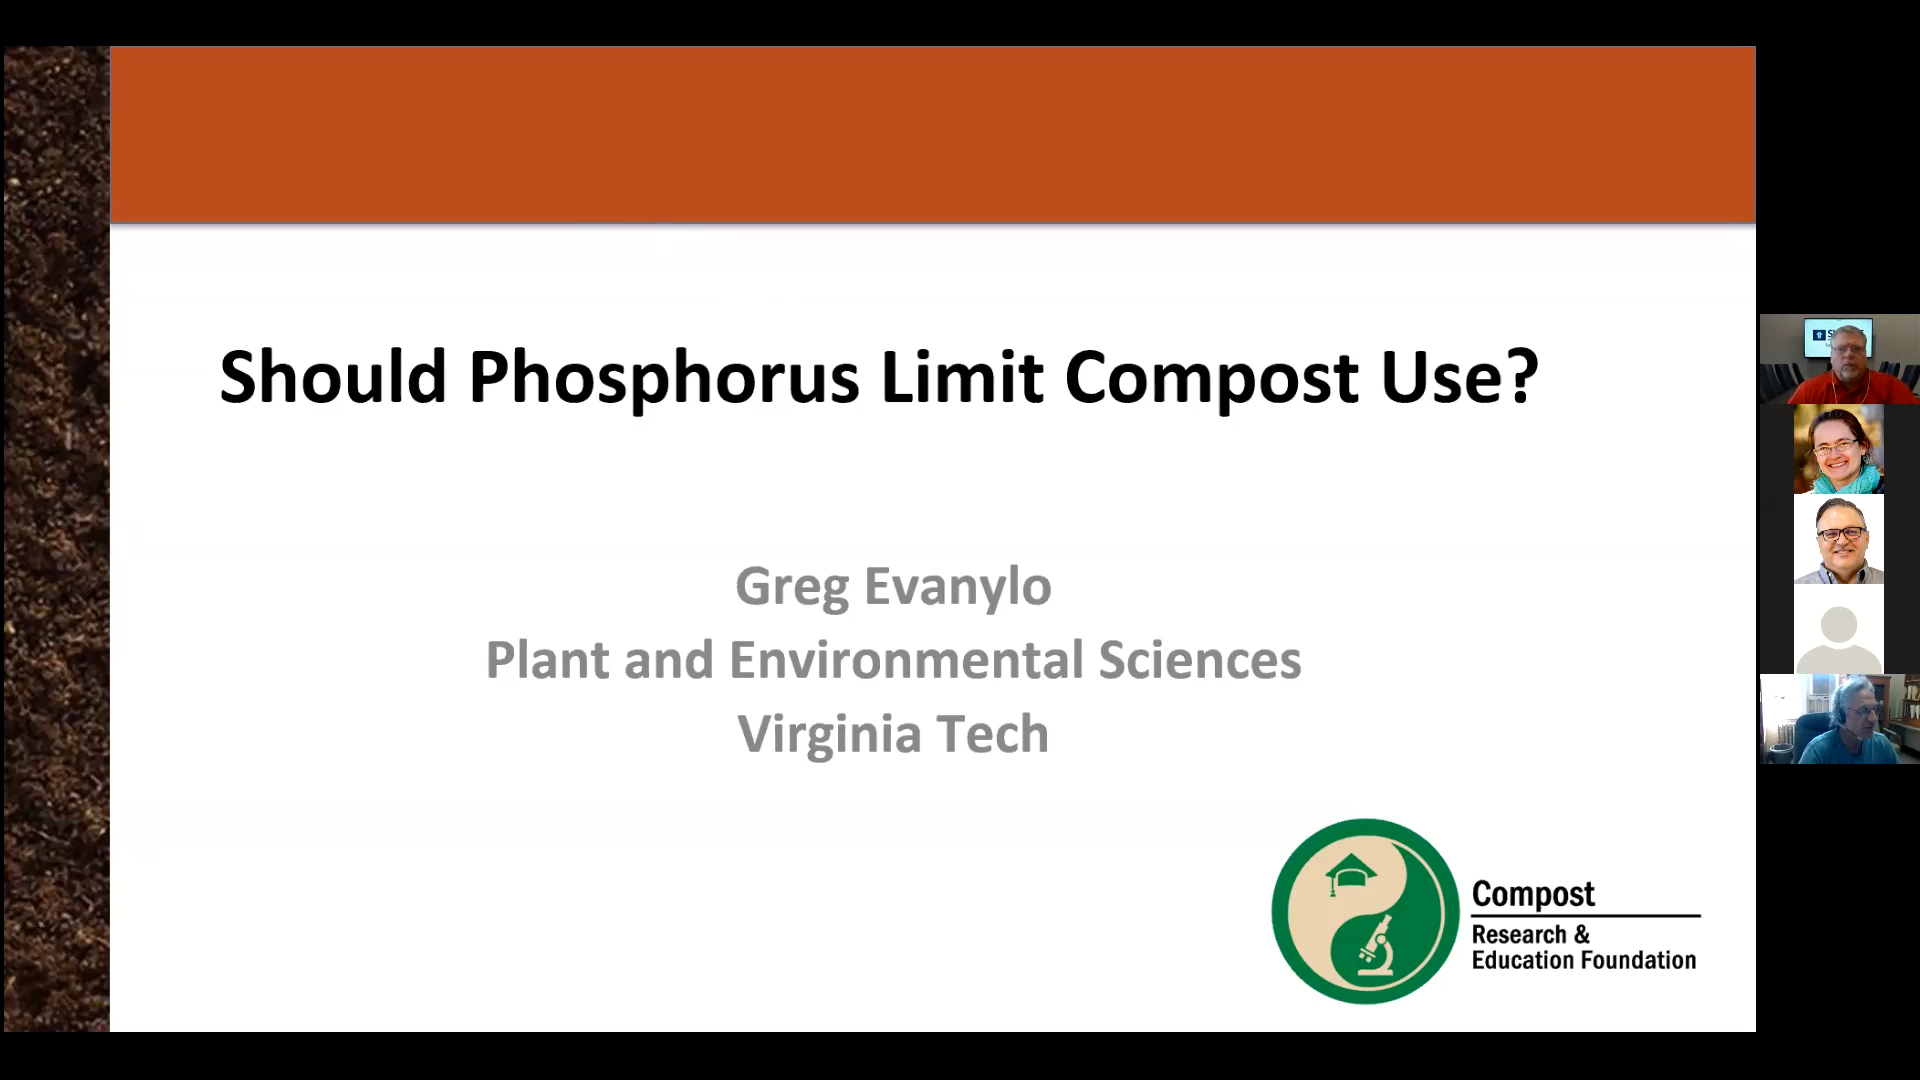 Should Phosphorus Limit Compost Use?
Greg Evanylo
Plant and Environmental Sciences
Virginia Tech
Compost
Research &
Education Foundation